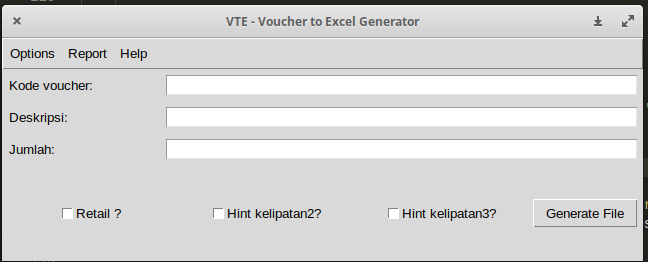 VTE - Voucher to Excel Generator
Options Report Help
Kode voucher:
Deskripsi:
Jumlah:
Retail ? Hint kelipatan2? Hint kelipatan3? Generate File